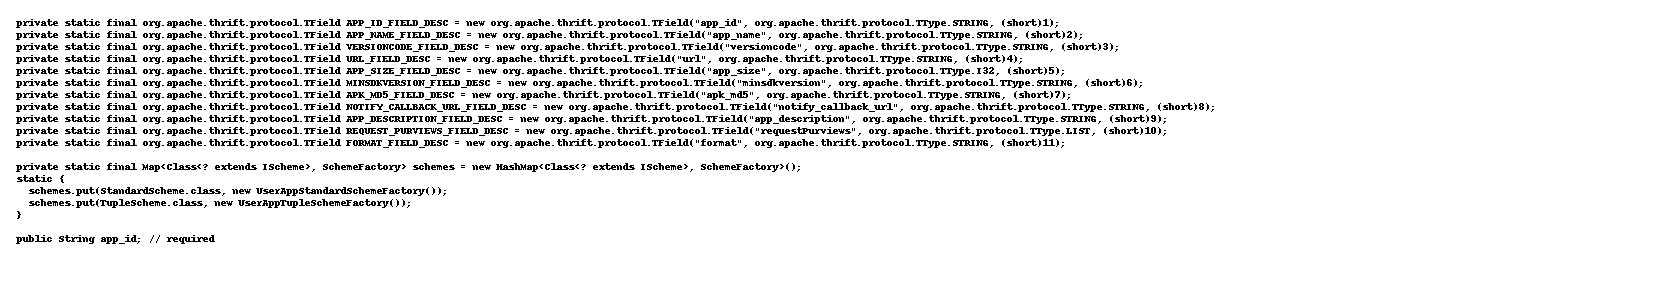 private static final org.apache.thrift.protocol.TField APP_ID_FIELD_DESC = new org.apache.thrift.protocol.TField("app_id", org.apache.thrift.protocol.TType.STRING, (short)1);
private static final org.apache.thrift.protocol.TField APP_NAME_FIELD_DESC = new org.apache.thrift.protocol.TField("app_name", org.apache.thrift.protocol.TType.STRING, (short)2);
private static final org.apache.thrift.protocol.TField VERSIONCODE_FIELD_DESC = new org.apache.thrift.protocol.TField("versioncode", org.apache.thrift.protocol.TType.STRING, (short)3);
private static final org.apache.thrift.protocol.TField URL_FIELD_DESC = new org.apache.thrift.protocol.TField("url", org.apache.thrift.protocol.TType.STRING, (short)4);
private static final org.apache.thrift.protocol.TField APP_SIZE_FIELD_DESC = new org.apache.thrift.protocol.TField("app_size", org.apache.thrift.protocol.TType.I32, (short)5);
private static final org.apache.thrift.protocol.TField MINSDKVERSION_FIELD_DESC = new org.apache.thrift.protocol.TField("minsdkversion", org.apache.thrift.protocol.TType.STRING, (short)6);
private static final org.apache.thrift.protocol.TField APK_MD5_FIELD_DESC = new org.apache.thrift.protocol.TField("apk_md5", org.apache.thrift.protocol.TType.STRING, (short)7);
private static final org.apache.thrift.protocol.TField NOTIFY_CALLBACK_URL_FIELD_DESC = new org.apache.thrift.protocol.TField("notify_callback_url", org.apache.thrift.protocol.TType.STRING, (short)8);
private static final org.apache.thrift.protocol.TField APP_DESCRIPTION_FIELD_DESC = new org.apache.thrift.protocol.TField("app_description", org.apache.thrift.protocol.TType.STRING, (short)9);
private static final org.apache.thrift.protocol.TField REQUEST_PURVIEWS_FIELD_DESC = new org.apache.thrift.protocol.TField("requestPurviews", org.apache.thrift.protocol.TType.LIST, (short)10);
private static final org.apache.thrift.protocol.TField FORMAT_FIELD_DESC = new org.apache.thrift.protocol.TField("format", org.apache.thrift.protocol.TType.STRING, (short)11);
private static final Map<Class<? extends IScheme>, SchemeFactory> schemes = new HashMap<Class<? extends IScheme>, SchemeFactory>();
static {
schemes.put(StandardScheme.class, new UserAppStandardSchemeFactory());
schemes.put(TupleScheme.class, new UserAppTupleSchemeFactory());
}
public String app_id; // required